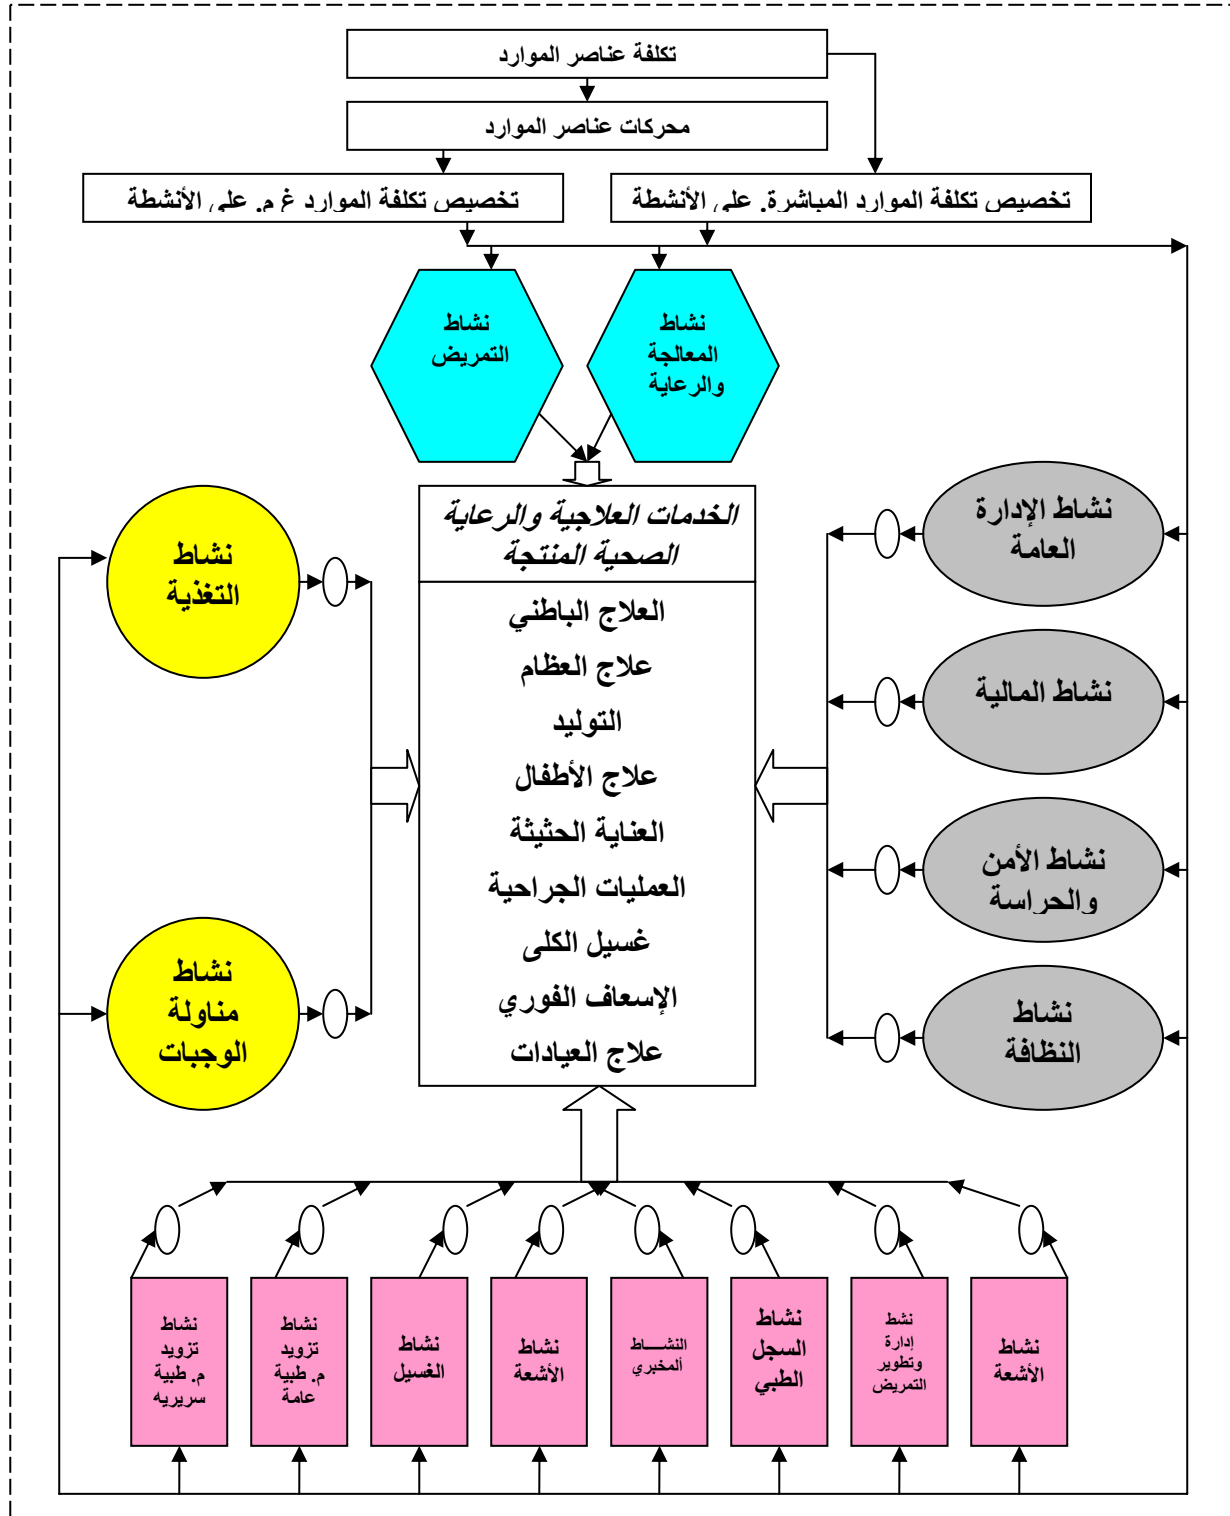 تكلفة عناصر الموارد
محركات عناصر الموارد
تخصيص تكلفة الموارد المباشرة. على الأنشطة
تخصيص تكلفة الموارد غ م. على الأنشطة
نشاط
المعالجة
والرعاية
نشاط
التمريض
الخدمات العلاجية والرعاية
الصحية المنتجة
العلاج الباطني
علاج العظام
التوليد
علاج الأطفال
العناية الحثيثة
العمليات الجراحية
غسيل الكلى
الإسعاف الفوري
علاج العيادات
نشاط الإدارة
العامة
نشاط المالية
نشاط الأمن
والحراسة
نشاط
النظافة
نشاط
التغذية
نشاط
مناولة
الوجبات
نشاط
الأشعة
نشط
إدارة
وتطوير
التمريض
نشاط
السجل
الطبي
النشـــاط
ألمخبري
نشاط
الأشعة
نشاط
الغسيل
نشاط
تزويد
م. طبية
عامة
نشاط
تزويد
م. طبية
سريريه